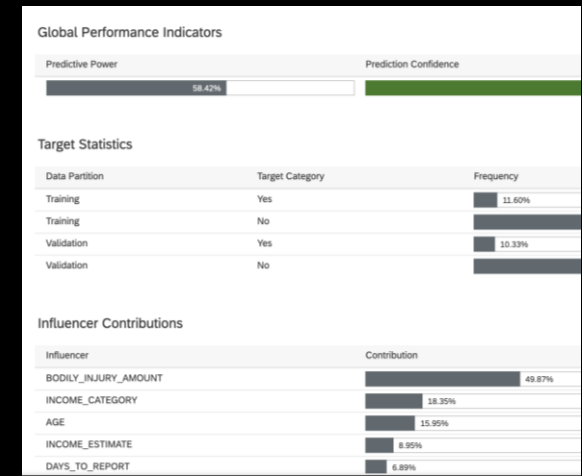 Global Performance Indicators
Predictive Power Prediction Confidence
58.42%
Target Statistics
Data Partition Target Category Frequency
Training Yes 11.60%
Training No
Validation Yes 10.33%
Validation No
Influencer Contributions
Influencer Contribution
BODILY_INJURY_AMOUNT 49.87%
INCOME_CATEGORY 18.35%
AGE 15.95%
INCOME_ESTIMATE 8.95%
DAYS_TO_REPORT 6.89%